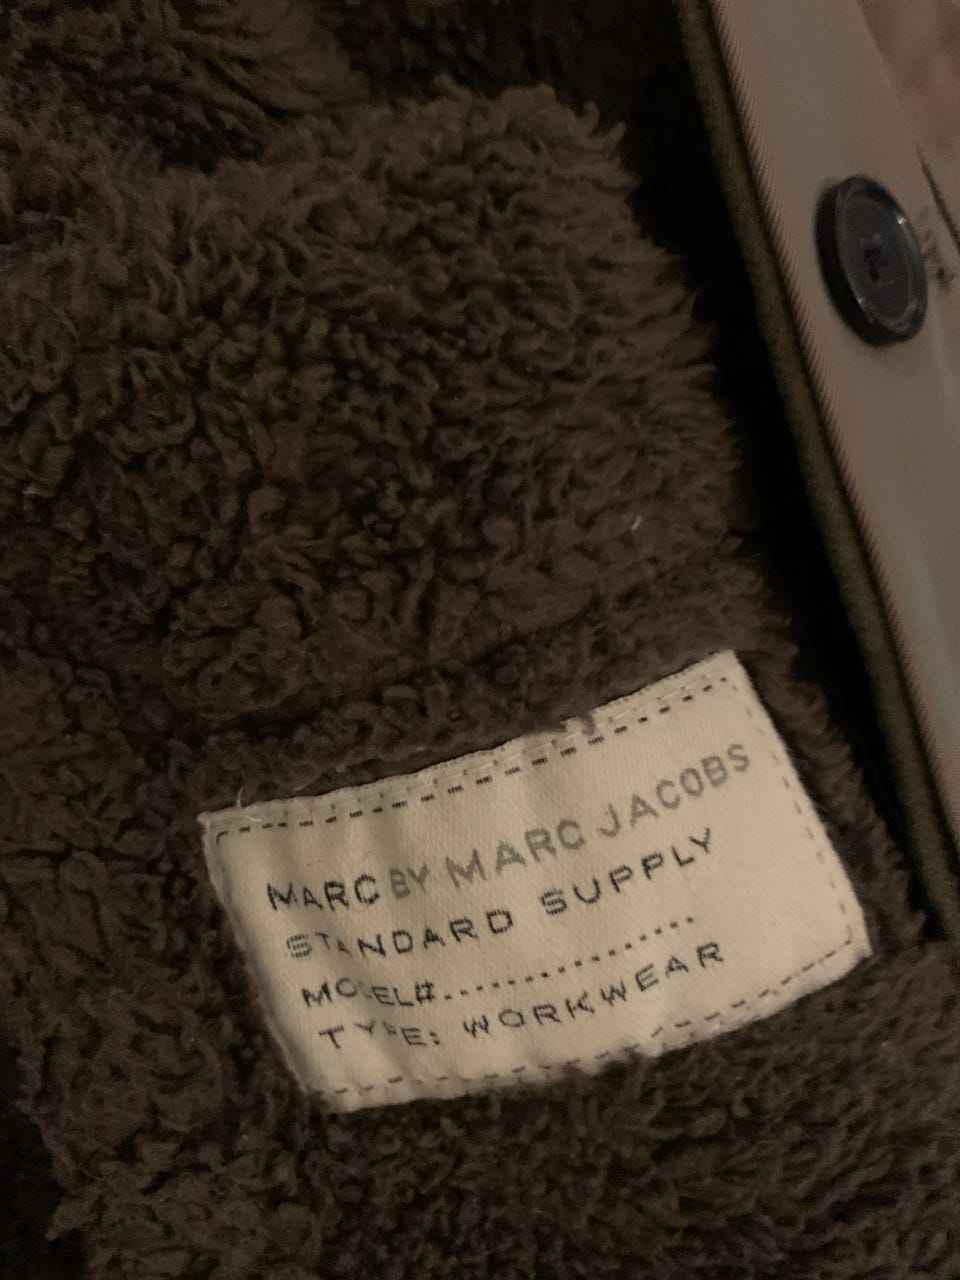 MARC BY MARC JACOBS
STANDARD SUPPLY
MODEL#................
TYPE: WORKWEAR